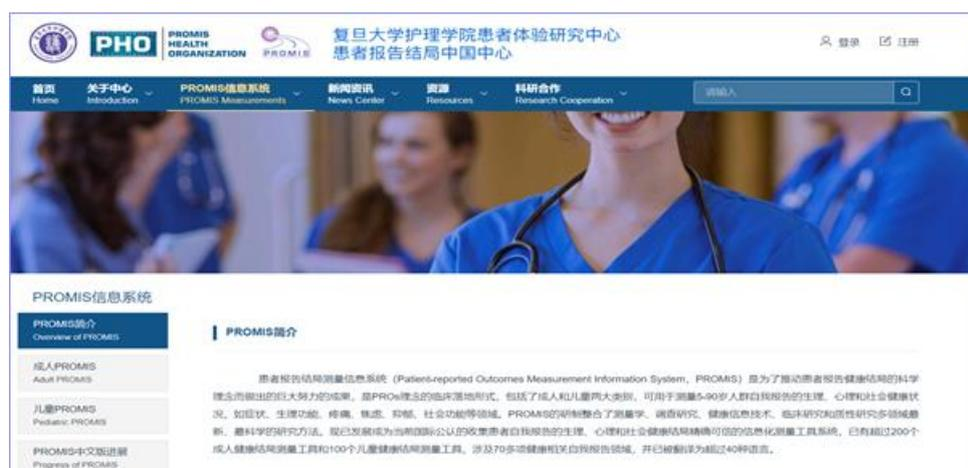 PHO
PROMIS
HEALTH
ORGANIZATION
PROMIS
复旦大学护理学院患者体验研究中心
患者报告结局中国中心
登录 注册
首页 关于中心 PROMIS信息系统 新闻资讯 资源 科研合作 请输入
Home Introduction PROMIS Measurements News Center Resources Research Cooperation
PROMIS信息系统
PROMIS简介
Overview of PROMIS
成人PROMIS
Adult PROMIS
儿童PROMIS
Pediatric PROMIS
PROMIS中文版进展
Progress of PROMIS
PROMIS简介
患者报告结局测量信息系统（Patient-reported Outcomes Measurement Information System，PROMIS）是为了推动患者报告健康结局的科学
理念而做出的巨大努力的成果，是PROs理念的临床落地形式，包括了成人和儿童两大类别，可用于测量5-90岁人群自我报告的生理、心理和社会健康状
况，如症状、生理功能、疼痛、焦虑、抑郁、社会功能等领域。PROMIS的研制整合了测量学、调查研究、健康信息技术、临床研究和质性研究多领域最
新、最科学的研究方法。现已发展成为当前国际公认的收集患者自我报告的生理、心理和社会健康结局精确可信的信息化测量工具系统，已有超过200个
成人健康结局测量工具和100个儿童健康结局测量工具，涉及70多项健康相关自我报告领域，并已被翻译为超过40种语言。